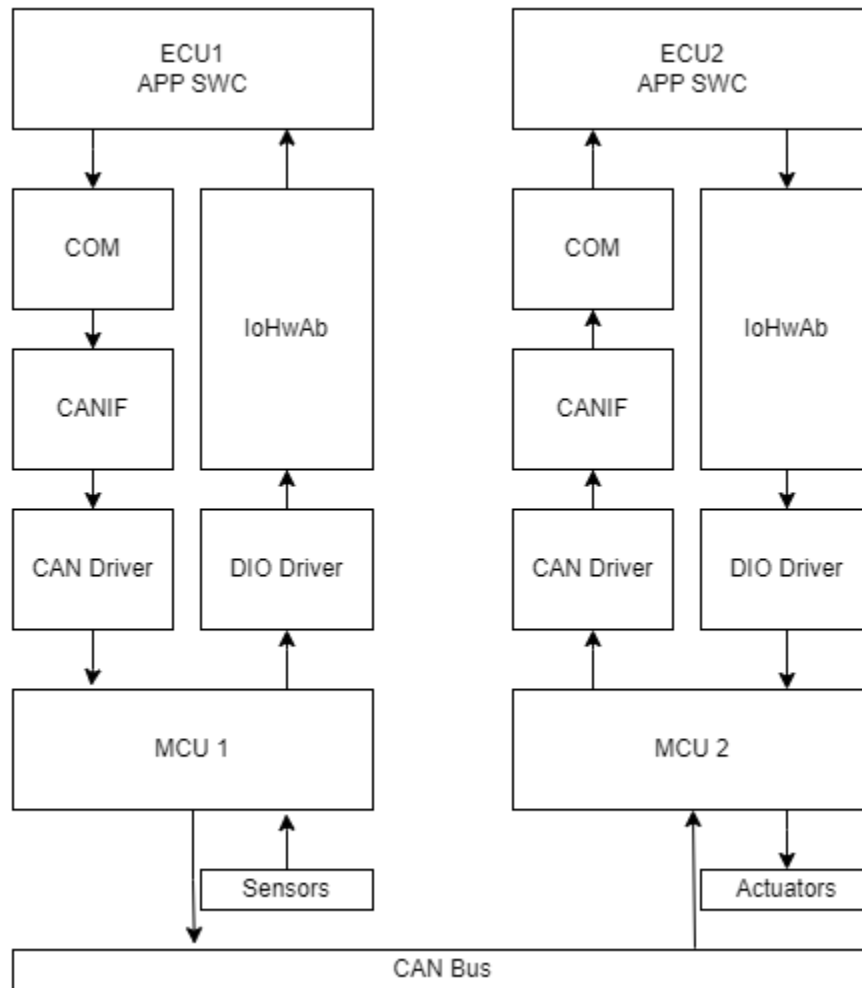 ECU1
APP SWC
ECU2
APP SWC
COM
IoHwAb
COM
IoHwAb
CANIF
CANIF
CAN Driver
DIO Driver
CAN Driver
DIO Driver
MCU 1
MCU 2
Sensors
Actuators
CAN Bus